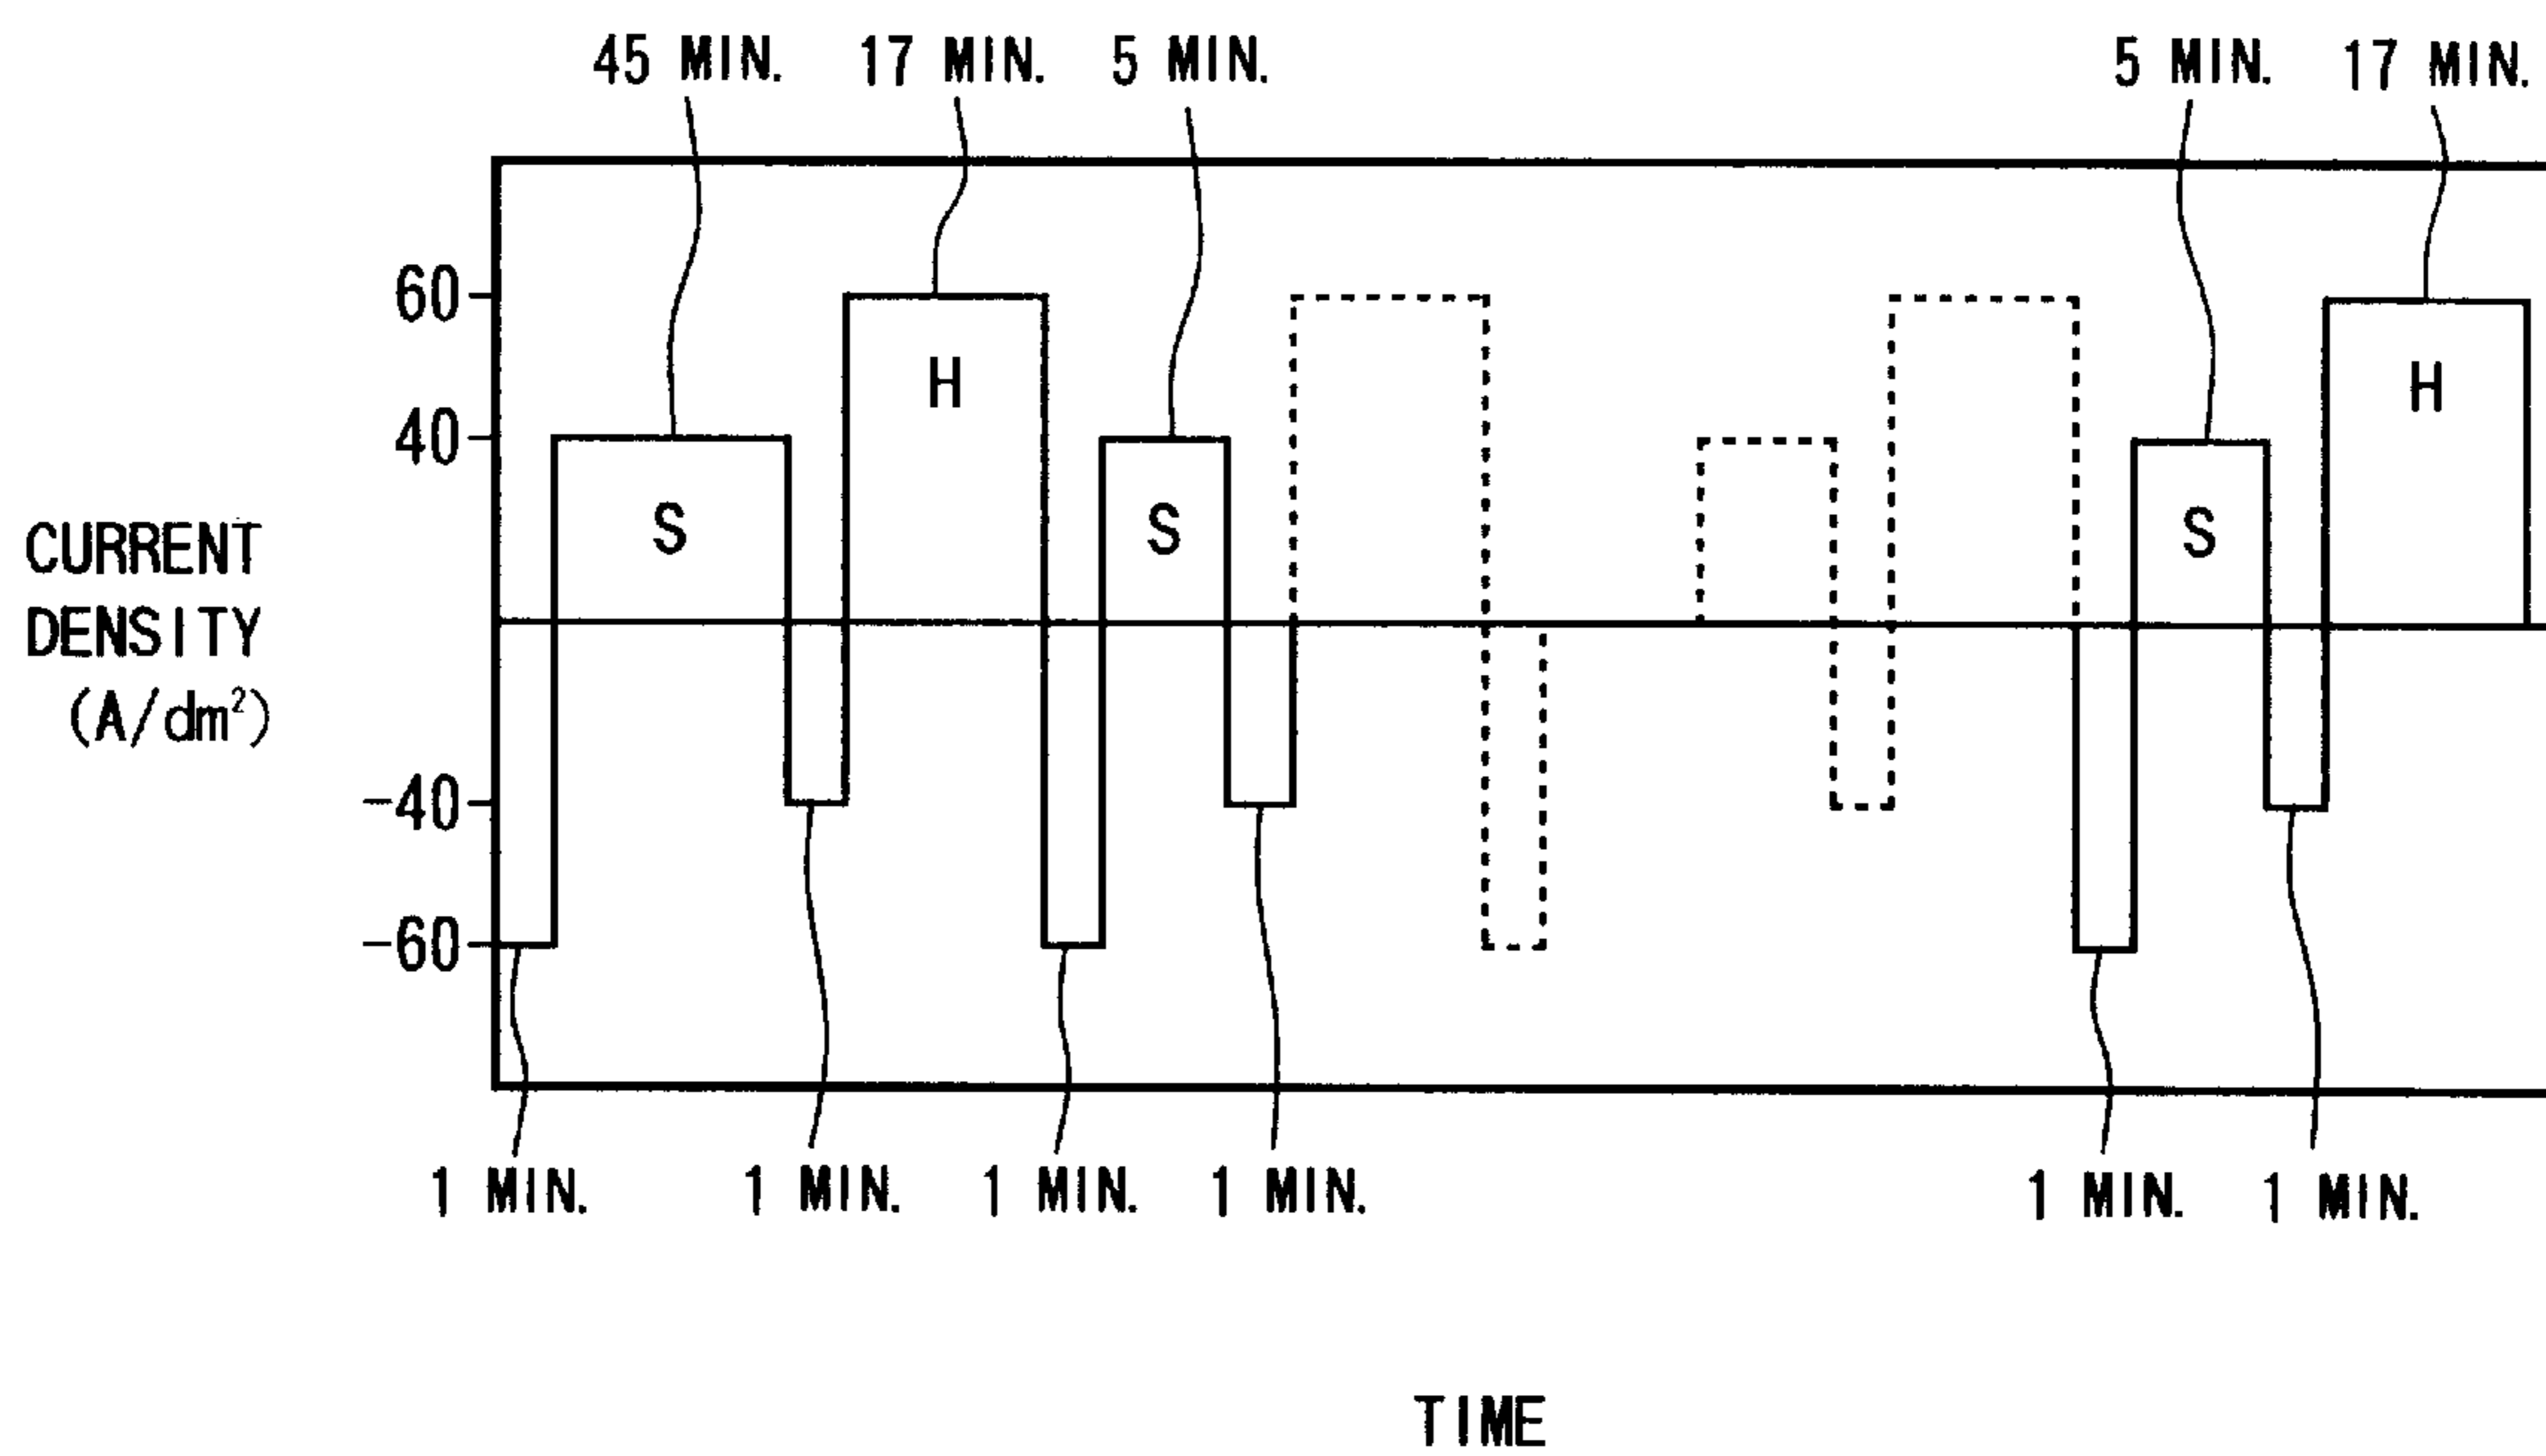 45 MIN. 17 MIN. 5 MIN. 5 MIN. 17 MIN.
60
H H
40
S S S
CURRENT
DENSITY
(A/dm²)
-40
-60
1 MIN. 1 MIN. 1 MIN. 1 MIN. 1 MIN. 1 MIN.
TIME